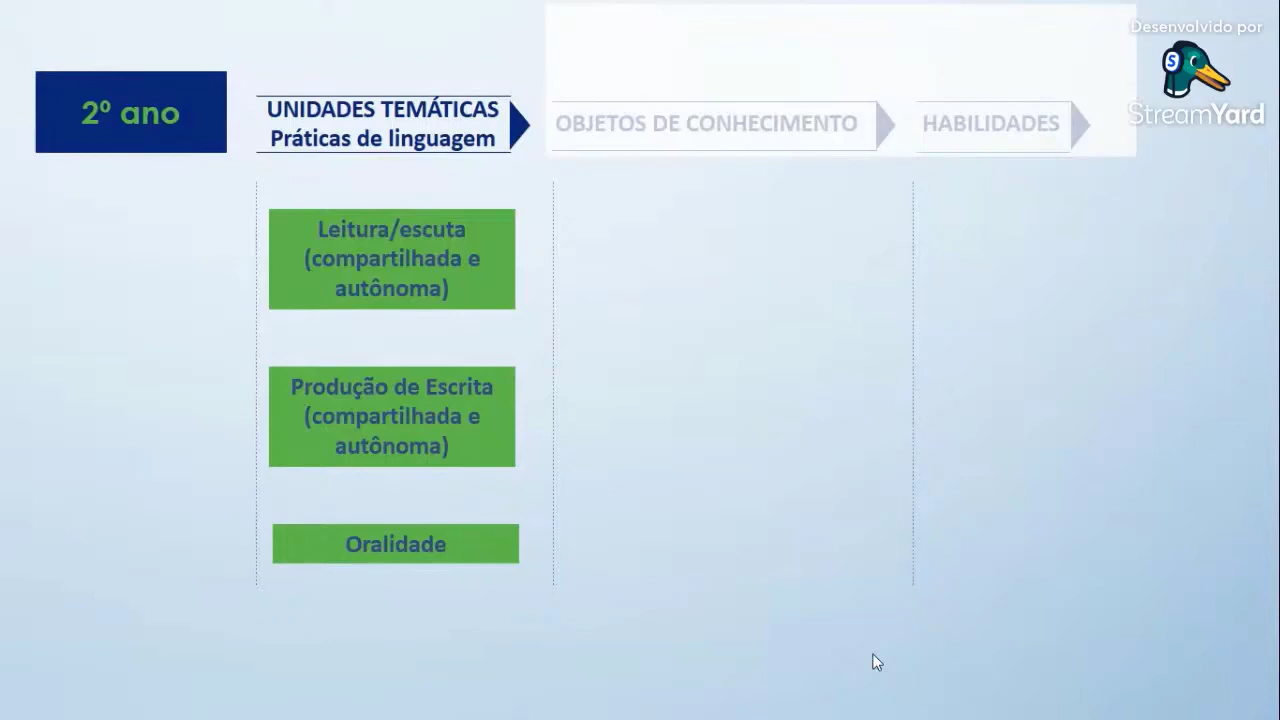 Desenvolvido por
StreamYard
2º ano
UNIDADES TEMÁTICAS
Práticas de linguagem
OBJETOS DE CONHECIMENTO
HABILIDADES
Leitura/escuta
(compartilhada e
autônoma)
Produção de Escrita
(compartilhada e
autônoma)
Oralidade